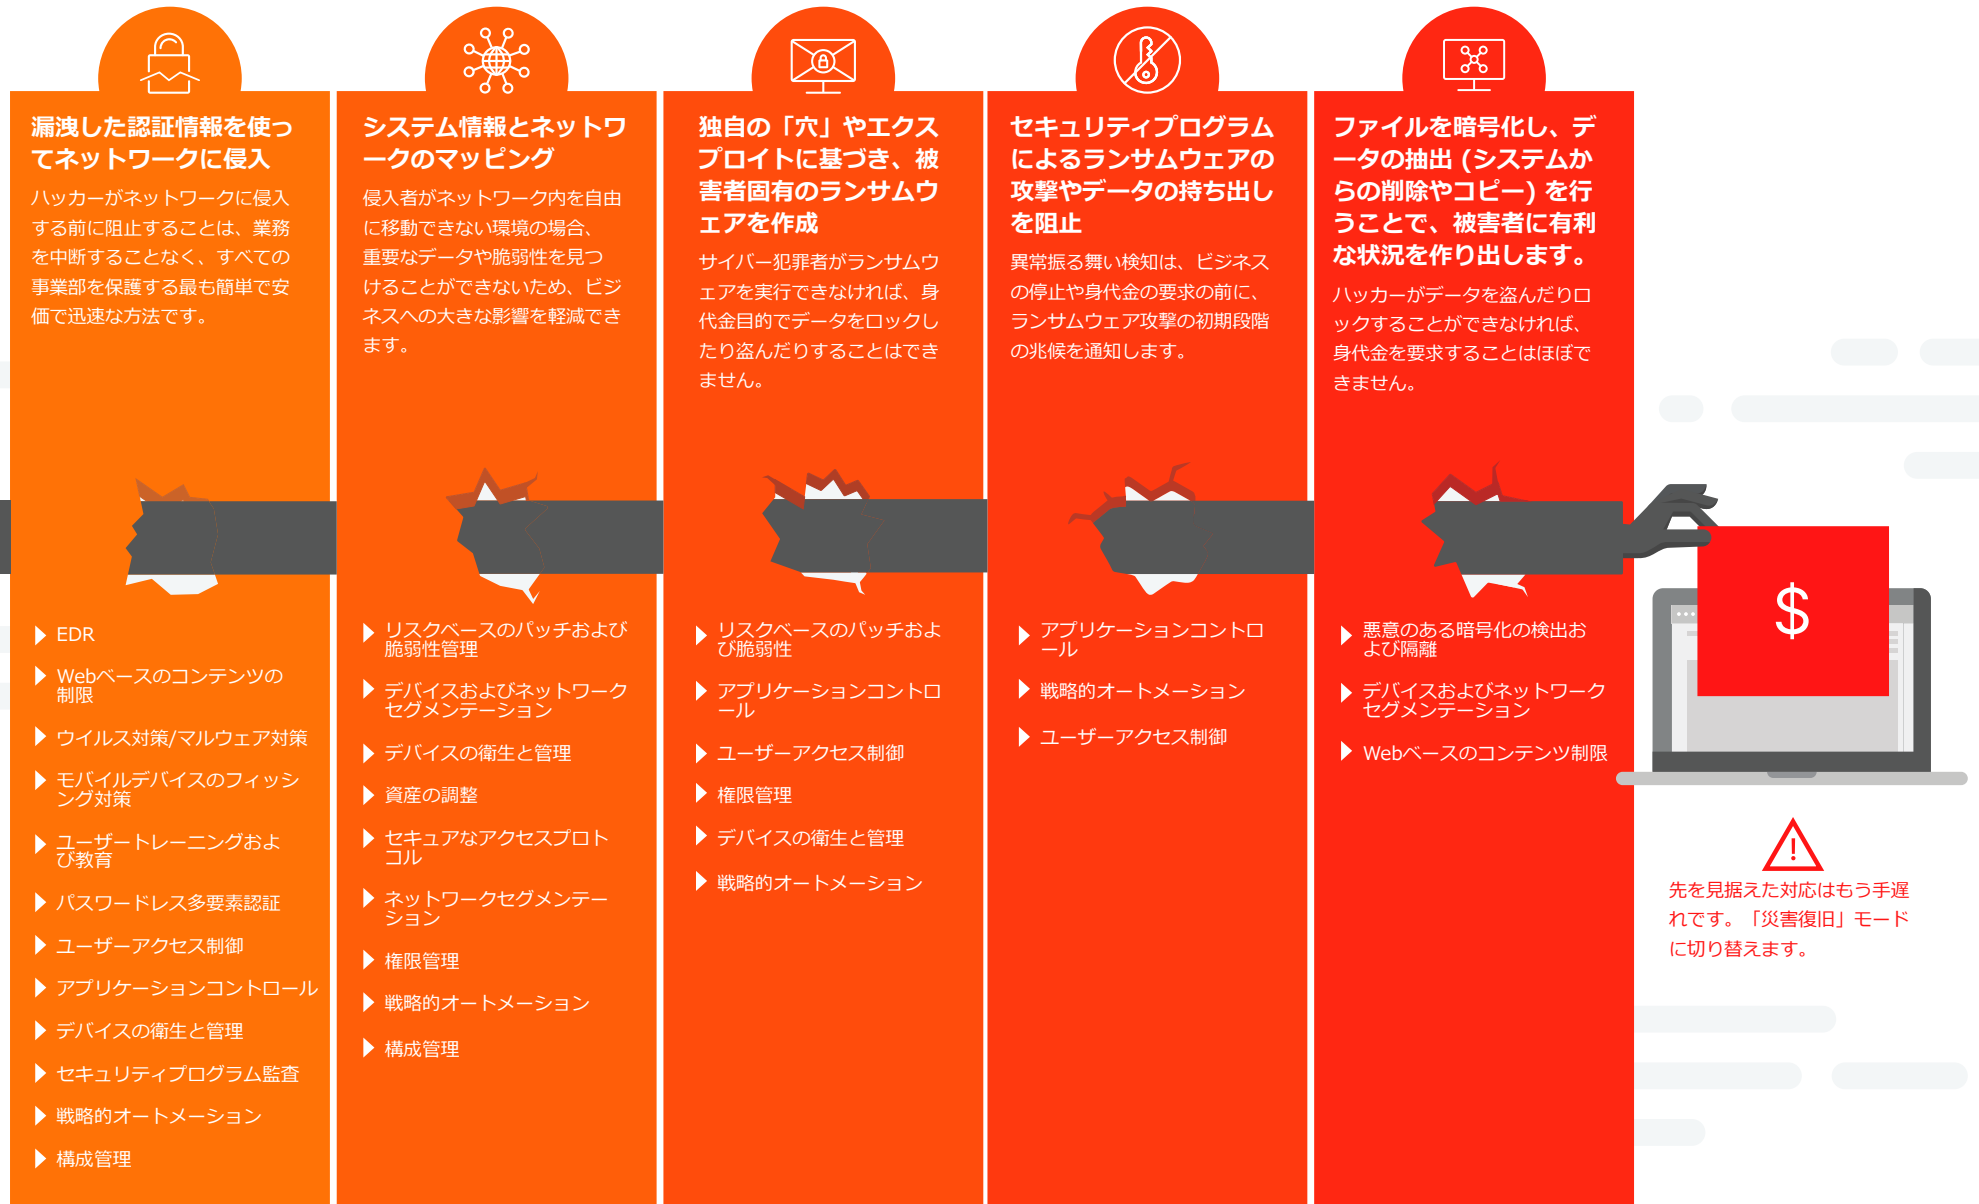 漏洩した認証情報を使っ
てネットワークに侵入
ハッカーがネットワークに侵入
する前に阻止することは、業務
を中断することなく、すべての
事業部を保護する最も簡単で安
価で迅速な方法です。
EDR
Webベースのコンテンツの
制限
ウイルス対策/マルウェア対策
モバイルデバイスのフィッシ
ング対策
ユーザートレーニングおよ
び教育
パスワードレス多要素認証
ユーザーアクセス制御
アプリケーションコントロール
デバイスの衛生と管理
セキュリティプログラム監査
戦略的オートメーション
構成管理
システム情報とネットワ
ークのマッピング
侵入者がネットワーク内を自由
に移動できない環境の場合、
重要なデータや脆弱性を見つ
けることができないため、ビジ
ネスへの大きな影響を軽減でき
ます。
リスクベースのパッチおよび
脆弱性管理
デバイスおよびネットワーク
セグメンテーション
デバイスの衛生と管理
資産の調整
セキュアなアクセスプロト
コル
ネットワークセグメンテー
ション
権限管理
戦略的オートメーション
構成管理
独自の「穴」やエクス
プロイトに基づき、被
害者固有のランサムウ
ェアを作成
サイバー犯罪者がランサムウ
ェアを実行できなければ、身
代金目的でデータをロックし
たり盗んだりすることはでき
ません。
リスクベースのパッチおよ
び脆弱性
アプリケーションコントロ
ール
ユーザーアクセス制御
権限管理
デバイスの衛生と管理
戦略的オートメーション
セキュリティプログラム
によるランサムウェアの
攻撃やデータの持ち出し
を阻止
異常振る舞い検知は、ビジネス
の停止や身代金の要求の前に、
ランサムウェア攻撃の初期段階
の兆候を通知します。
アプリケーションコントロ
ール
戦略的オートメーション
ユーザーアクセス制御
ファイルを暗号化し、デ
ータの抽出 (システムか
らの削除やコピー) を行
うことで、被害者に有利
な状況を作り出します。
ハッカーがデータを盗んだりロ
ックすることができなければ、
身代金を要求することはほぼで
きません。
悪意のある暗号化の検出お
よび隔離
デバイスおよびネットワーク
セグメンテーション
Webベースのコンテンツ制限
$
!
先を見据えた対応はもう手遅
れです。「災害復旧」モード
に切り替えます。